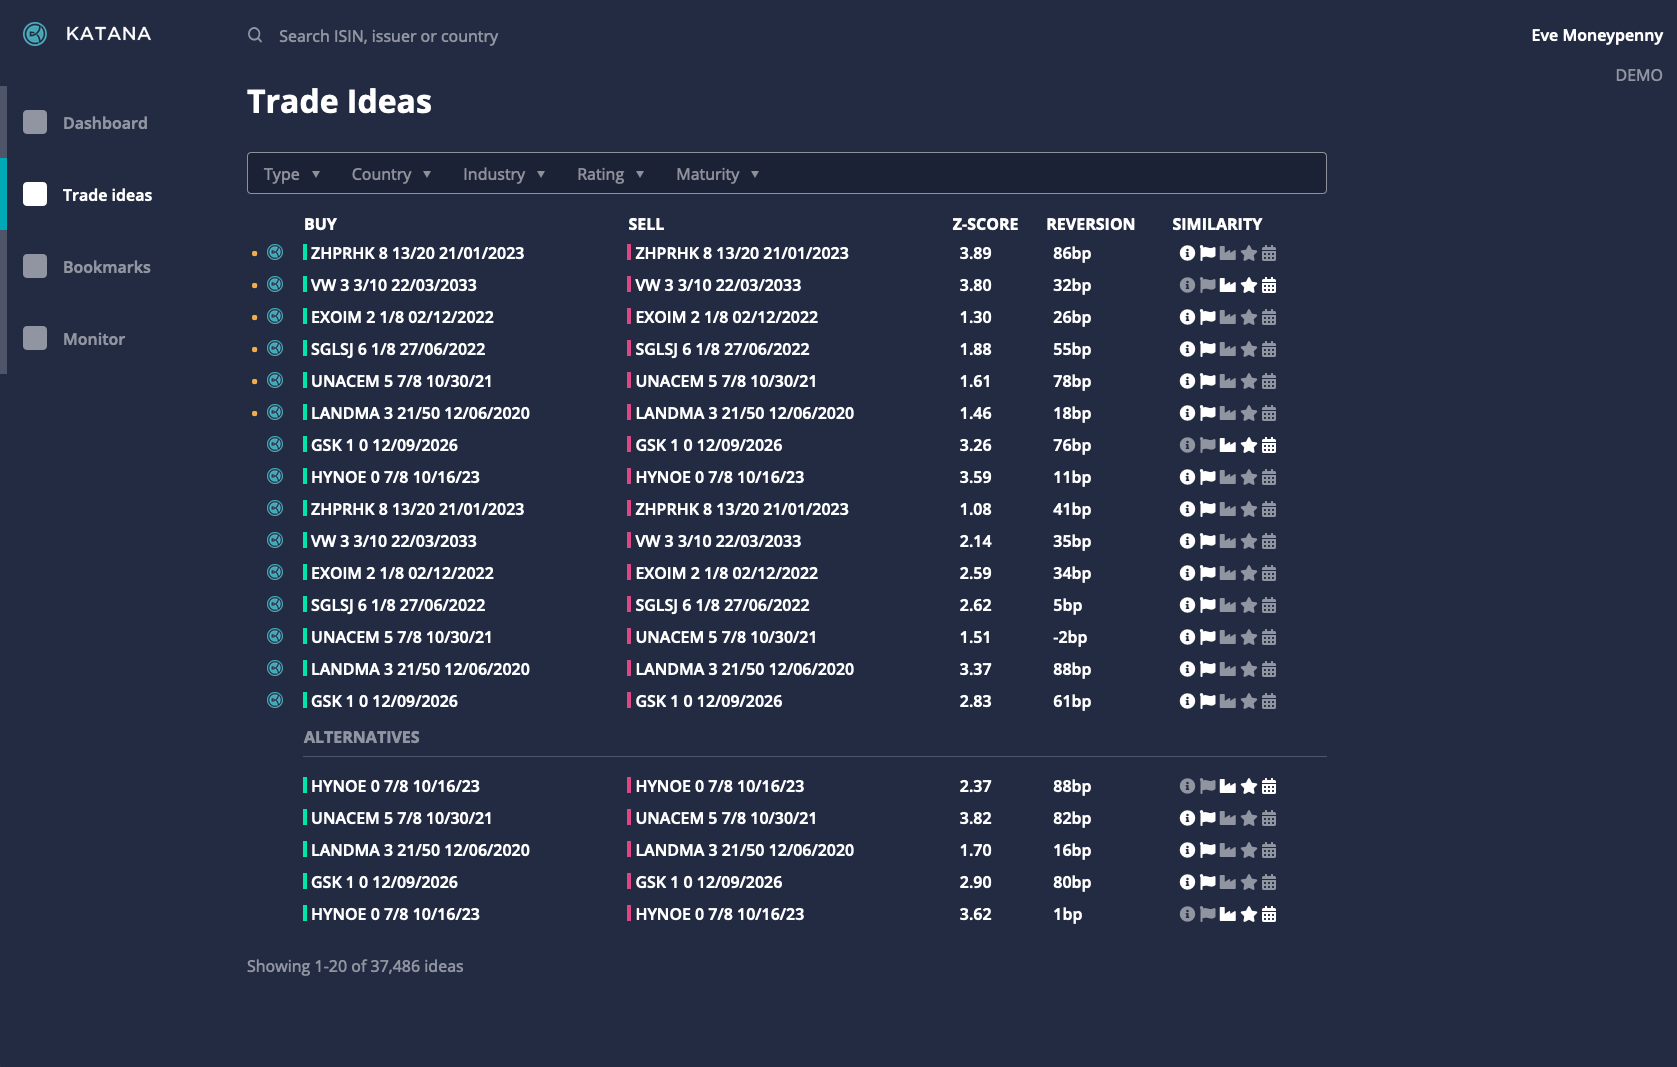 KATANA
Search ISIN, issuer or country
Eve Moneypenny
DEMO
Dashboard
Trade ideas
Bookmarks
Monitor
Trade Ideas
Type Country Industry Rating Maturity
BUY SELL Z-SCORE REVERSION SIMILARITY
ZHPRHK 8 13/20 21/01/2023 ZHPRHK 8 13/20 21/01/2023 3.89 86bp
VW 3 3/10 22/03/2033 VW 3 3/10 22/03/2033 3.80 32bp
EXOIM 2 1/8 02/12/2022 EXOIM 2 1/8 02/12/2022 1.30 26bp
SGLSJ 6 1/8 27/06/2022 SGLSJ 6 1/8 27/06/2022 1.88 55bp
UNACEM 5 7/8 10/30/21 UNACEM 5 7/8 10/30/21 1.61 78bp
LANDMA 3 21/50 12/06/2020 LANDMA 3 21/50 12/06/2020 1.46 18bp
GSK 1 0 12/09/2026 GSK 1 0 12/09/2026 3.26 76bp
HYNOE 0 7/8 10/16/23 HYNOE 0 7/8 10/16/23 3.59 11bp
ZHPRHK 8 13/20 21/01/2023 ZHPRHK 8 13/20 21/01/2023 1.08 41bp
VW 3 3/10 22/03/2033 VW 3 3/10 22/03/2033 2.14 35bp
EXOIM 2 1/8 02/12/2022 EXOIM 2 1/8 02/12/2022 2.59 34bp
SGLSJ 6 1/8 27/06/2022 SGLSJ 6 1/8 27/06/2022 2.62 5bp
UNACEM 5 7/8 10/30/21 UNACEM 5 7/8 10/30/21 1.51 -2bp
LANDMA 3 21/50 12/06/2020 LANDMA 3 21/50 12/06/2020 3.37 88bp
GSK 1 0 12/09/2026 GSK 1 0 12/09/2026 2.83 61bp
ALTERNATIVES
HYNOE 0 7/8 10/16/23 HYNOE 0 7/8 10/16/23 2.37 88bp
UNACEM 5 7/8 10/30/21 UNACEM 5 7/8 10/30/21 3.82 82bp
LANDMA 3 21/50 12/06/2020 LANDMA 3 21/50 12/06/2020 1.70 16bp
GSK 1 0 12/09/2026 GSK 1 0 12/09/2026 2.90 80bp
HYNOE 0 7/8 10/16/23 HYNOE 0 7/8 10/16/23 3.62 1bp
Showing 1-20 of 37,486 ideas